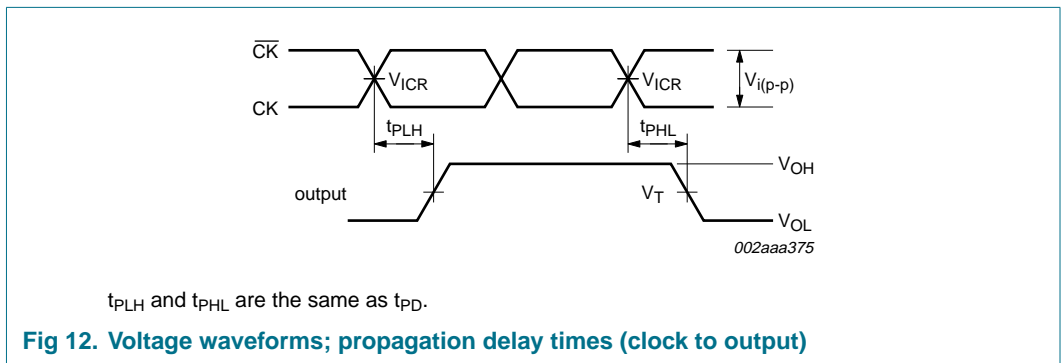 C̅K̅
V_ICR
V_ICR
V_i(p-p)
CK
t_PLH
t_PHL
V_OH
output
V_T
V_OL
002aaa375
t_PLH and t_PHL are the same as t_PD.
Fig 12. Voltage waveforms; propagation delay times (clock to output)